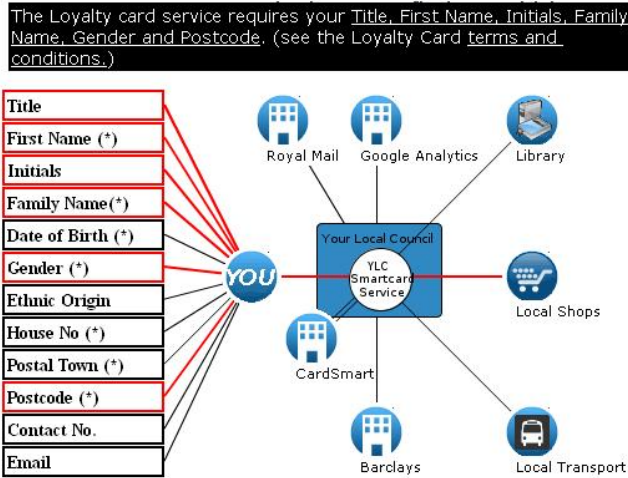 The Loyalty card service requires your Title, First Name, Initials, Family
Name, Gender and Postcode. (see the Loyalty Card terms and
conditions.)
Title
First Name (*)
Initials
Family Name(*)
Date of Birth (*)
Gender (*)
Ethnic Origin
House No (*)
Postal Town (*)
Postcode (*)
Contact No.
Email
YOU
Royal Mail
Google Analytics
Library
Your Local Council
YLC
Smartcard
Service
Local Shops
CardSmart
Barclays
Local Transport